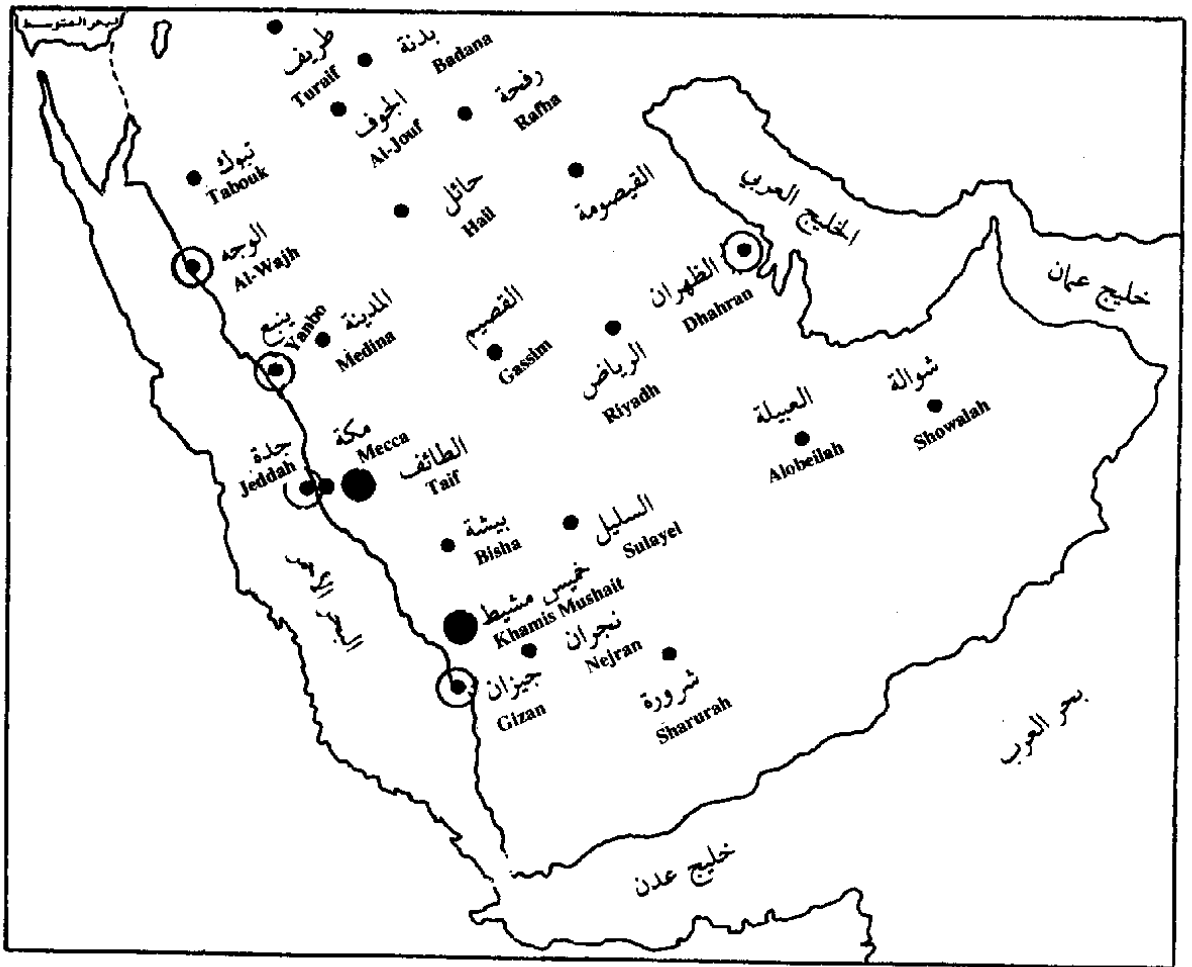 البحر المتوسط
طريف
Turaif
بدنة
Badana
الجوف
Al-Jouf
رفحة
Rafha
تبوك
Tabouk
حائل
Hail
القيصومة
الخليج العربي
خليج عمان
الوجه
Al-Wajh
ينبع
Yanbo
المدينة
Medina
القصيم
Gassim
الظهران
Dhahran
الرياض
Riyadh
العبيلة
Alobeilah
شوالة
Showalah
جدة
Jeddah
مكة
Mecca
الطائف
Taif
بيشة
Bisha
السليل
Sulayel
البحر الأحمر
خميس مشيط
Khamis Mushait
نجران
Nejran
جيزان
Gizan
شرورة
Sharurah
بحر العرب
خليج عدن